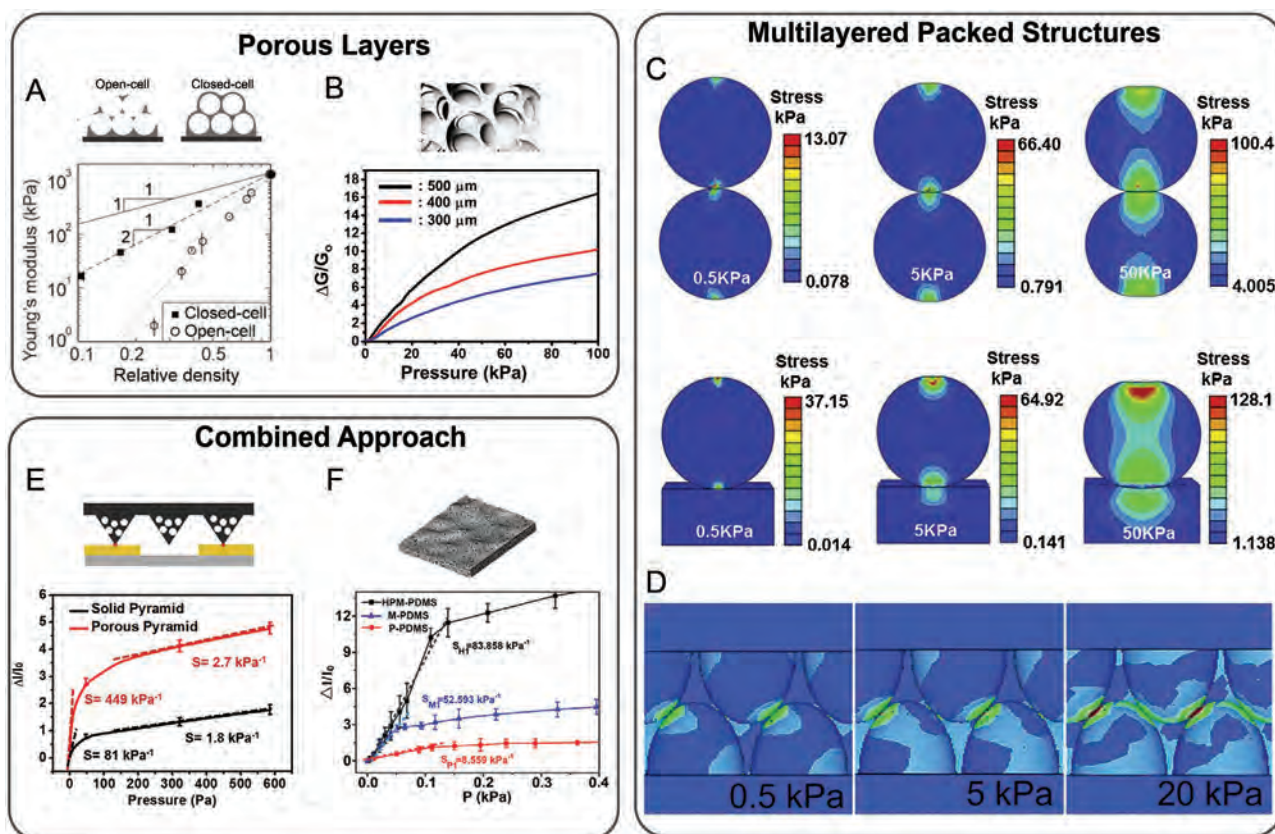 Porous Layers
A
Open-cell
Closed-cell
Young's modulus (kPa)
10³
10²
10¹
10⁰
1
1
1
2
■ Closed-cell
○ Open-cell
0.1
0.2
0.5
1
Relative density
B
ΔG/G₀
18
16
14
12
10
8
6
4
2
0
: 500 μm
: 400 μm
: 300 μm
0
20
40
60
80
100
Pressure (kPa)
Multilayered Packed Structures
C
Stress
kPa
13.07
0.078
0.5KPa
Stress
kPa
66.40
0.791
5KPa
Stress
kPa
100.4
4.005
50KPa
Stress
kPa
37.15
0.014
0.5KPa
Stress
kPa
64.92
0.141
5KPa
Stress
kPa
128.1
1.138
50KPa
D
0.5 kPa
5 kPa
20 kPa
Combined Approach
E
ΔI/I₀
6
5
4
3
2
1
0
Solid Pyramid
Porous Pyramid
S= 2.7 kPa⁻¹
S= 449 kPa⁻¹
S= 81 kPa⁻¹
S= 1.8 kPa⁻¹
0
100
200
300
400
500
600
Pressure (Pa)
F
ΔI/I₀
12
9
6
3
0
HPM-PDMS
M-PDMS
P-PDMS
S_H1=83.858 kPa⁻¹
S_M1=52.593 kPa⁻¹
S_P1=8.559 kPa⁻¹
0.0
0.1
0.2
0.3
0.4
P (kPa)